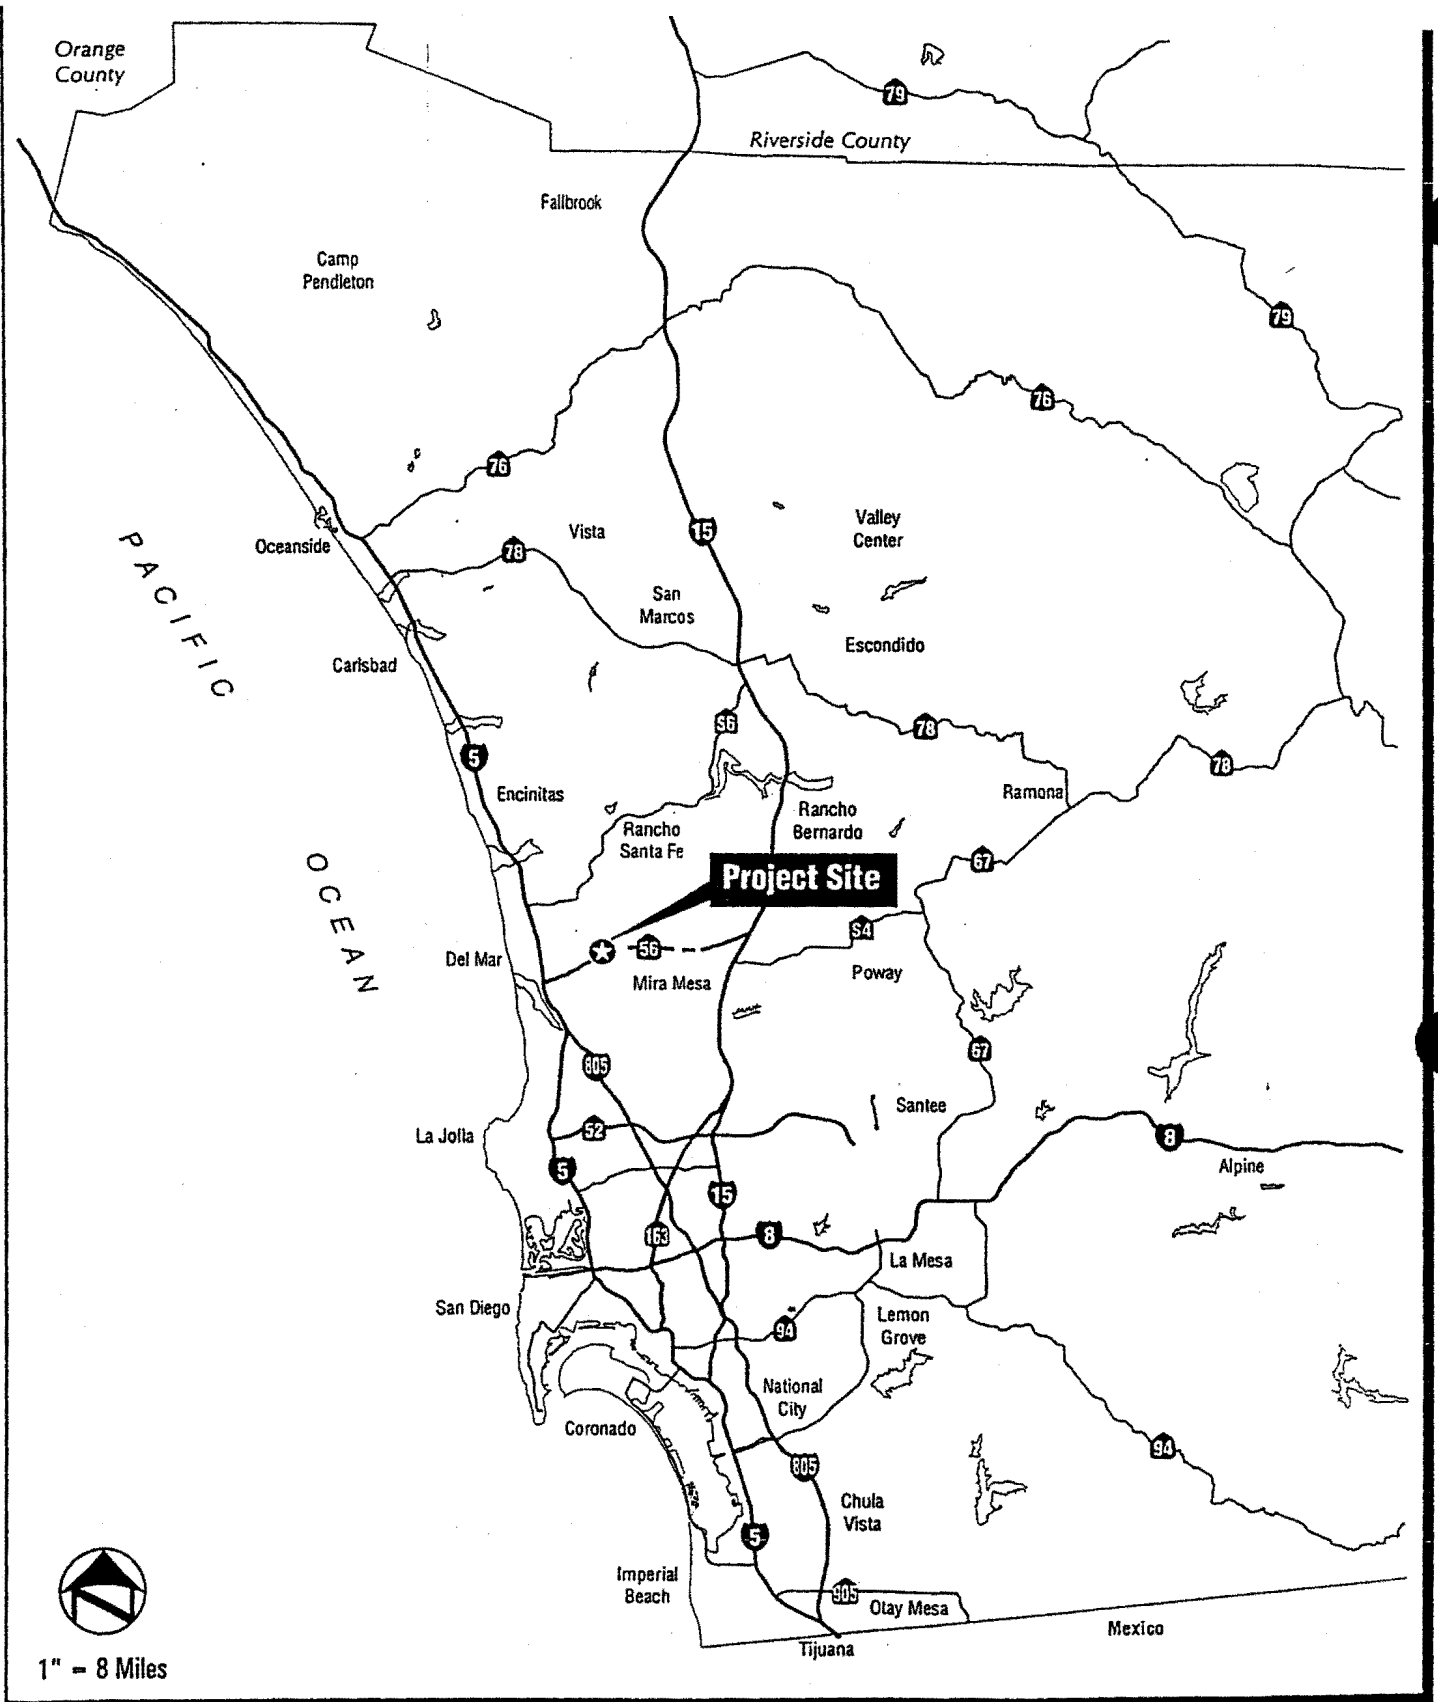 Orange
County
79
Riverside County
Fallbrook
Camp
Pendleton
79
76
76
15
Valley
Center
Vista
Oceanside
78
PACIFIC
San
Marcos
Escondido
Carlsbad
S6
78
5
78
Encinitas
Ramona
Rancho
Bernardo
Rancho
Santa Fe
OCEAN
67
Project Site
S4
56
Del Mar
Mira Mesa
Poway
67
805
Santee
52
La Jolla
8
5
Alpine
15
163
8
La Mesa
San Diego
Lemon
Grove
94
National
City
Coronado
94
805
Chula
Vista
5
Imperial
Beach
905
Otay Mesa
Mexico
Tijuana
1" = 8 Miles